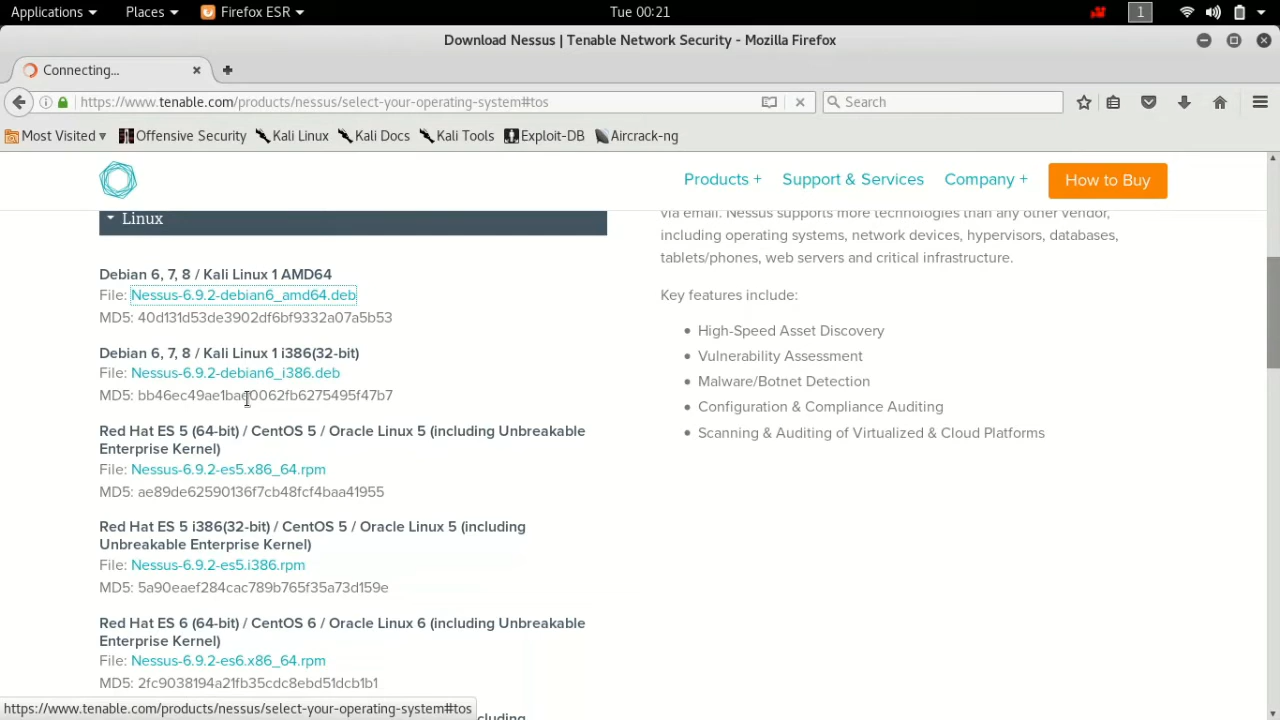 Applications Places Firefox ESR Tue 00:21 1
Download Nessus | Tenable Network Security - Mozilla Firefox
Connecting...
https://www.tenable.com/products/nessus/select-your-operating-system#tos Search
Most Visited Offensive Security Kali Linux Kali Docs Kali Tools Exploit-DB Aircrack-ng
Products + Support & Services Company + How to Buy
Linux
Debian 6, 7, 8 / Kali Linux 1 AMD64
File: Nessus-6.9.2-debian6_amd64.deb
MD5: 40d131d53de3902df6bf9332a07a5b53
Debian 6, 7, 8 / Kali Linux 1 i386(32-bit)
File: Nessus-6.9.2-debian6_i386.deb
MD5: bb46ec49ae1bae0062fb6275495f47b7
Red Hat ES 5 (64-bit) / CentOS 5 / Oracle Linux 5 (including Unbreakable
Enterprise Kernel)
File: Nessus-6.9.2-es5.x86_64.rpm
MD5: ae89de62590136f7cb48fcf4baa41955
Red Hat ES 5 i386(32-bit) / CentOS 5 / Oracle Linux 5 (including
Unbreakable Enterprise Kernel)
File: Nessus-6.9.2-es5.i386.rpm
MD5: 5a90eaef284cac789b765f35a73d159e
Red Hat ES 6 (64-bit) / CentOS 6 / Oracle Linux 6 (including Unbreakable
Enterprise Kernel)
File: Nessus-6.9.2-es6.x86_64.rpm
MD5: 2fc9038194a21fb35cdc8ebd51dcb1b1
via email. Nessus supports more technologies than any other vendor,
including operating systems, network devices, hypervisors, databases,
tablets/phones, web servers and critical infrastructure.
Key features include:
High-Speed Asset Discovery
Vulnerability Assessment
Malware/Botnet Detection
Configuration & Compliance Auditing
Scanning & Auditing of Virtualized & Cloud Platforms
https://www.tenable.com/products/nessus/select-your-operating-system#tos